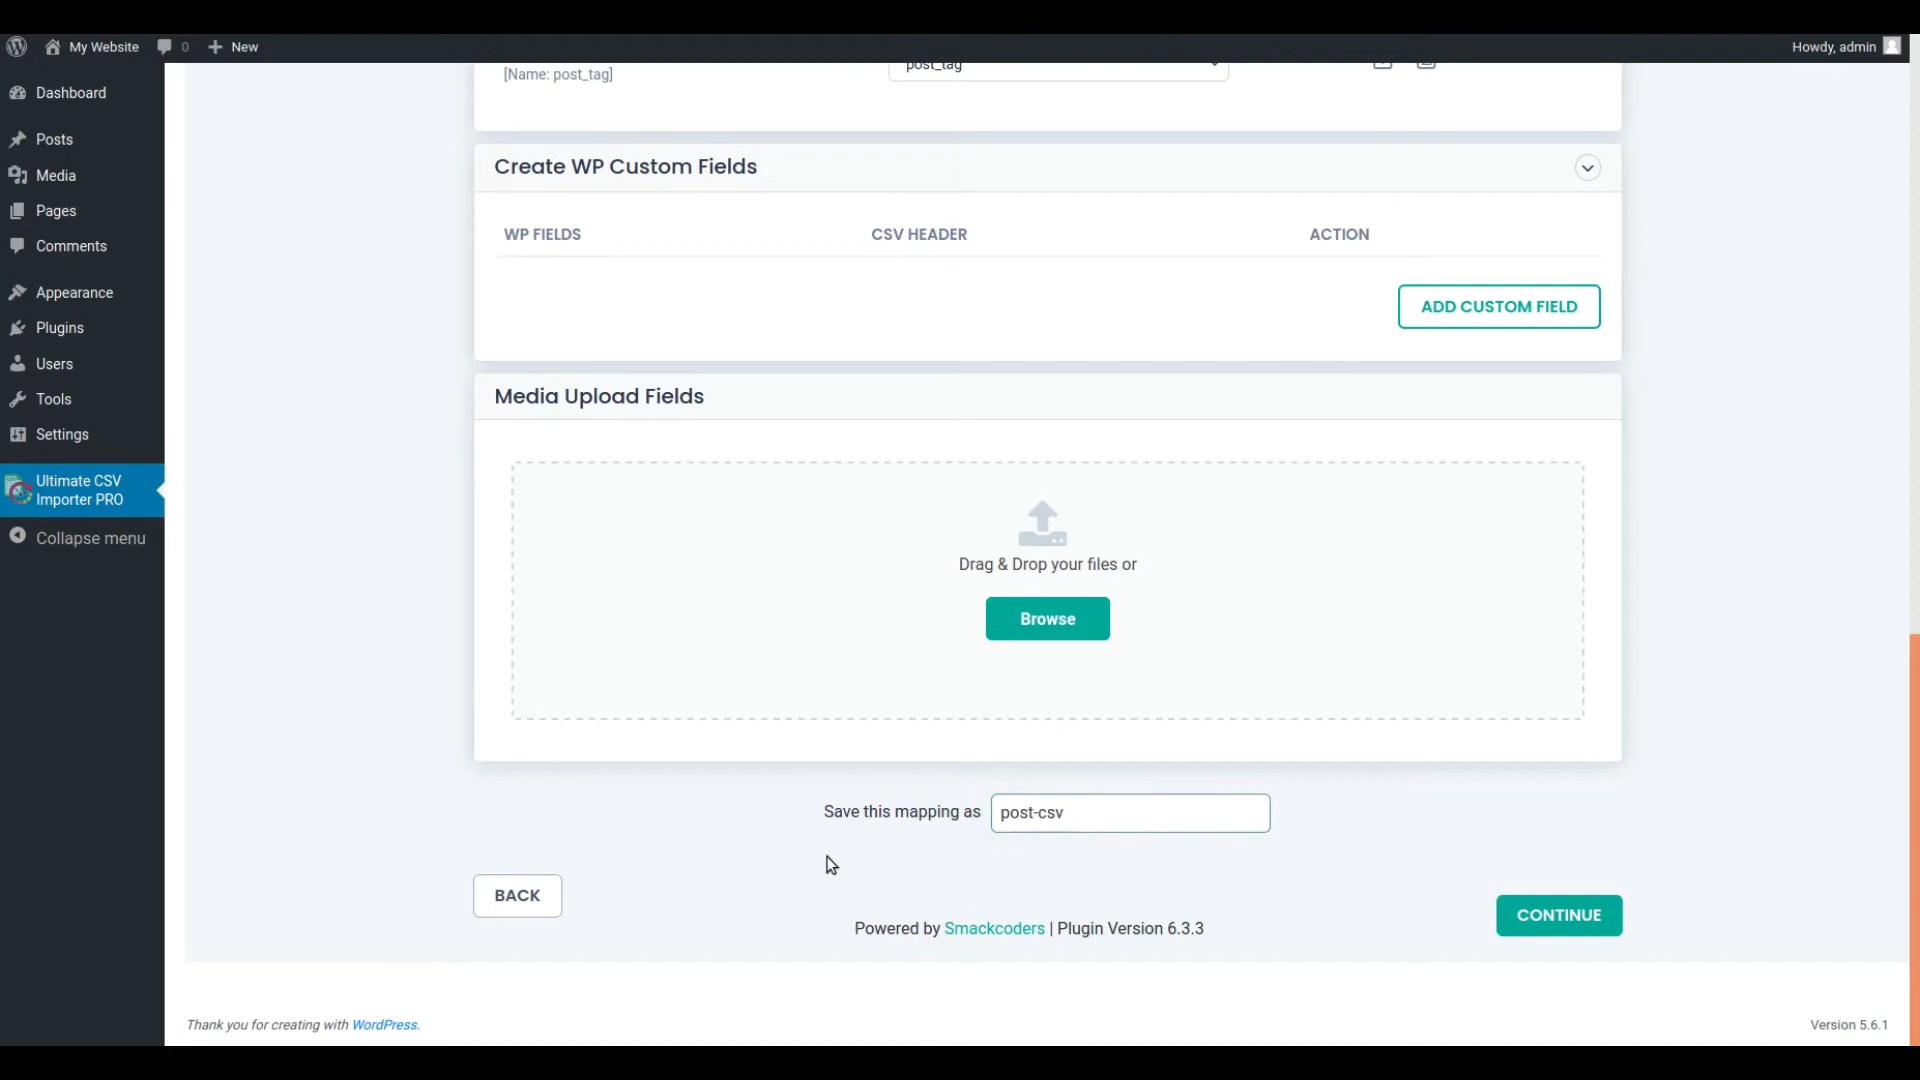 My Website
0
New
Howdy, admin
Dashboard
Posts
Media
Pages
Comments
Appearance
Plugins
Users
Tools
Settings
Ultimate CSV
Importer PRO
Collapse menu
post_tag
[Name: post_tag]
Create WP Custom Fields
WP FIELDS
CSV HEADER
ACTION
ADD CUSTOM FIELD
Media Upload Fields
Drag & Drop your files or
Browse
Save this mapping as
post-csv
BACK
CONTINUE
Powered by Smackcoders | Plugin Version 6.3.3
Thank you for creating with WordPress.
Version 5.6.1